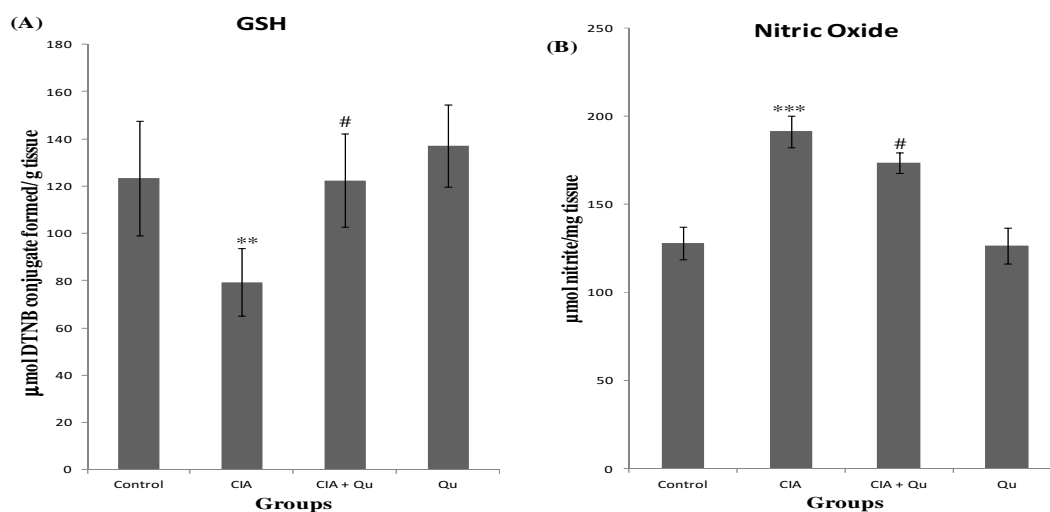 (A)
GSH
180
160
140
120
100
80
60
40
20
0
**
#
µmol DTNB conjugate formed/ g tissue
Control CIA CIA + Qu Qu
Groups
(B)
Nitric Oxide
250
200
150
100
50
0
***
#
µmol nitrite/mg tissue
Control CIA CIA + Qu Qu
Groups